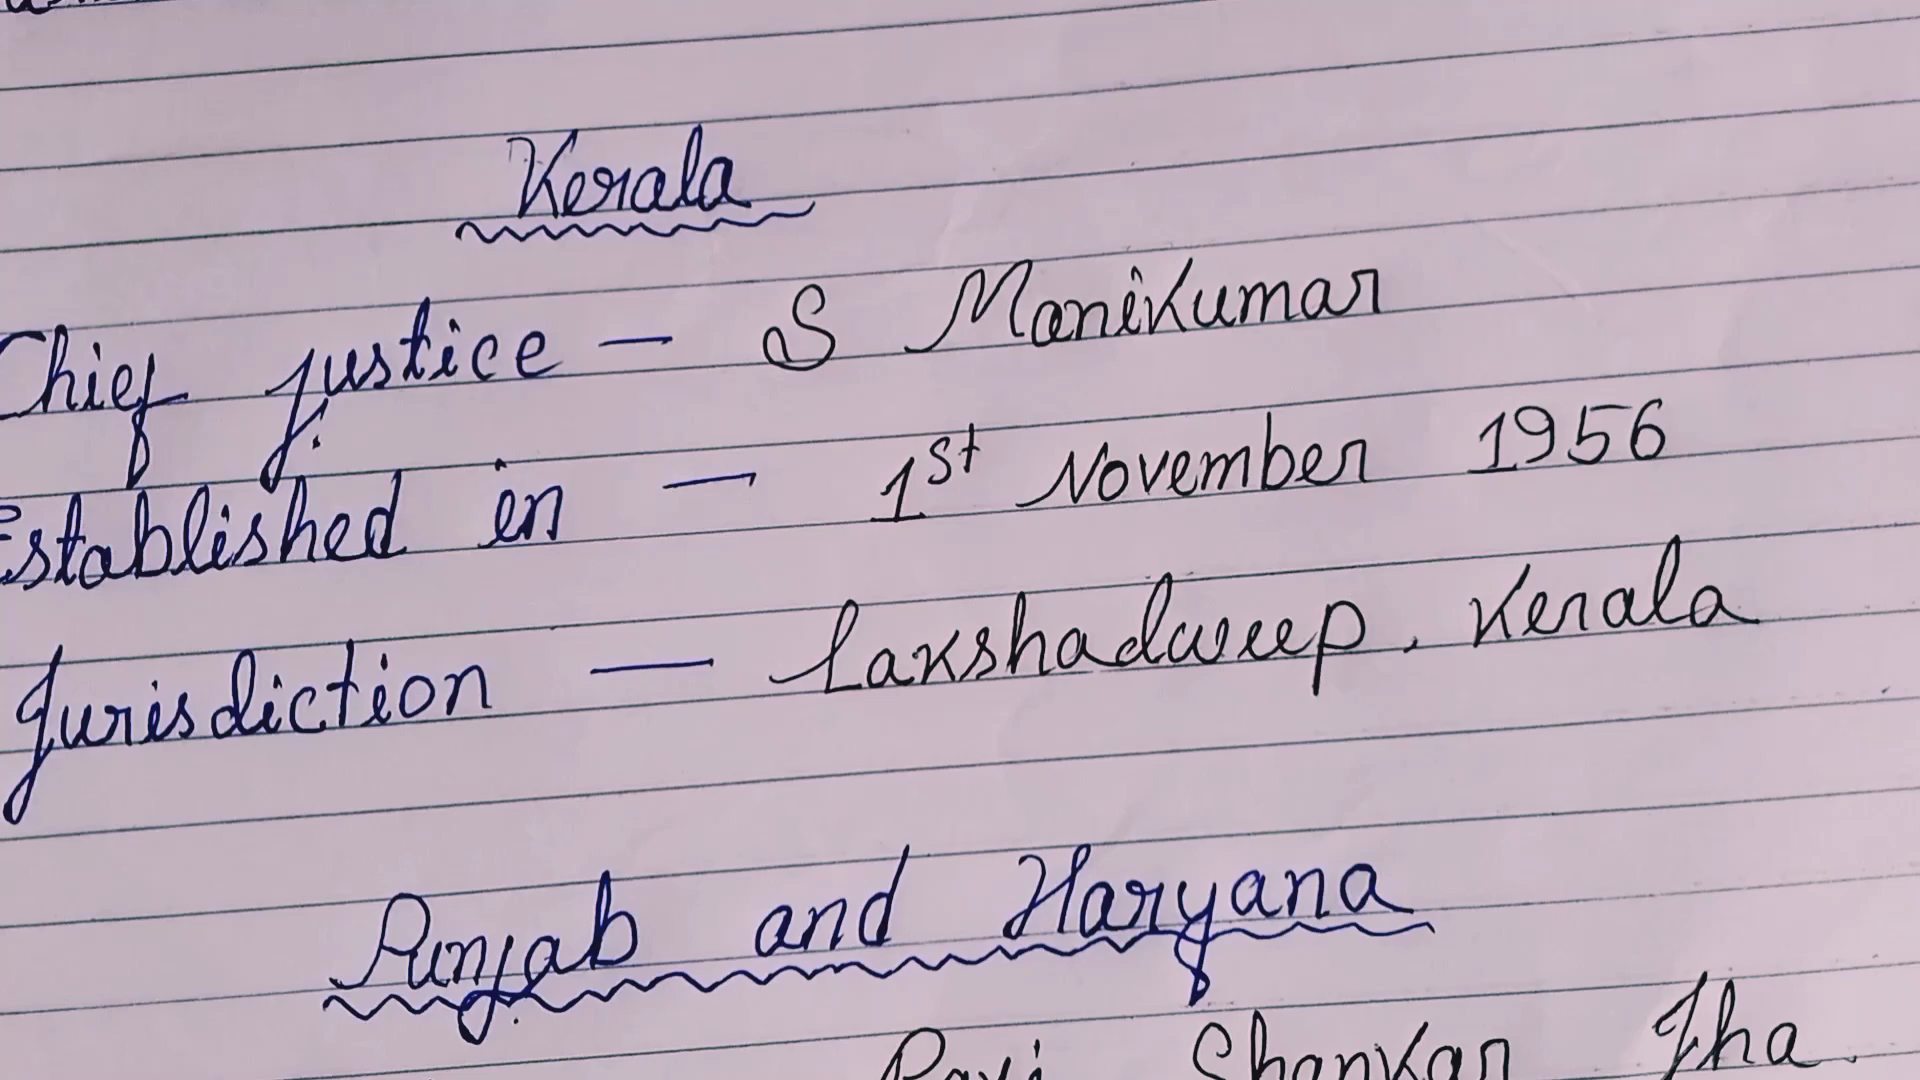 Kerala
Chief justice - S Manikumar
Established in - 1st November 1956
Jurisdiction - Lakshadweep, Kerala
Punjab and Haryana
Ravi Shankar Jha.